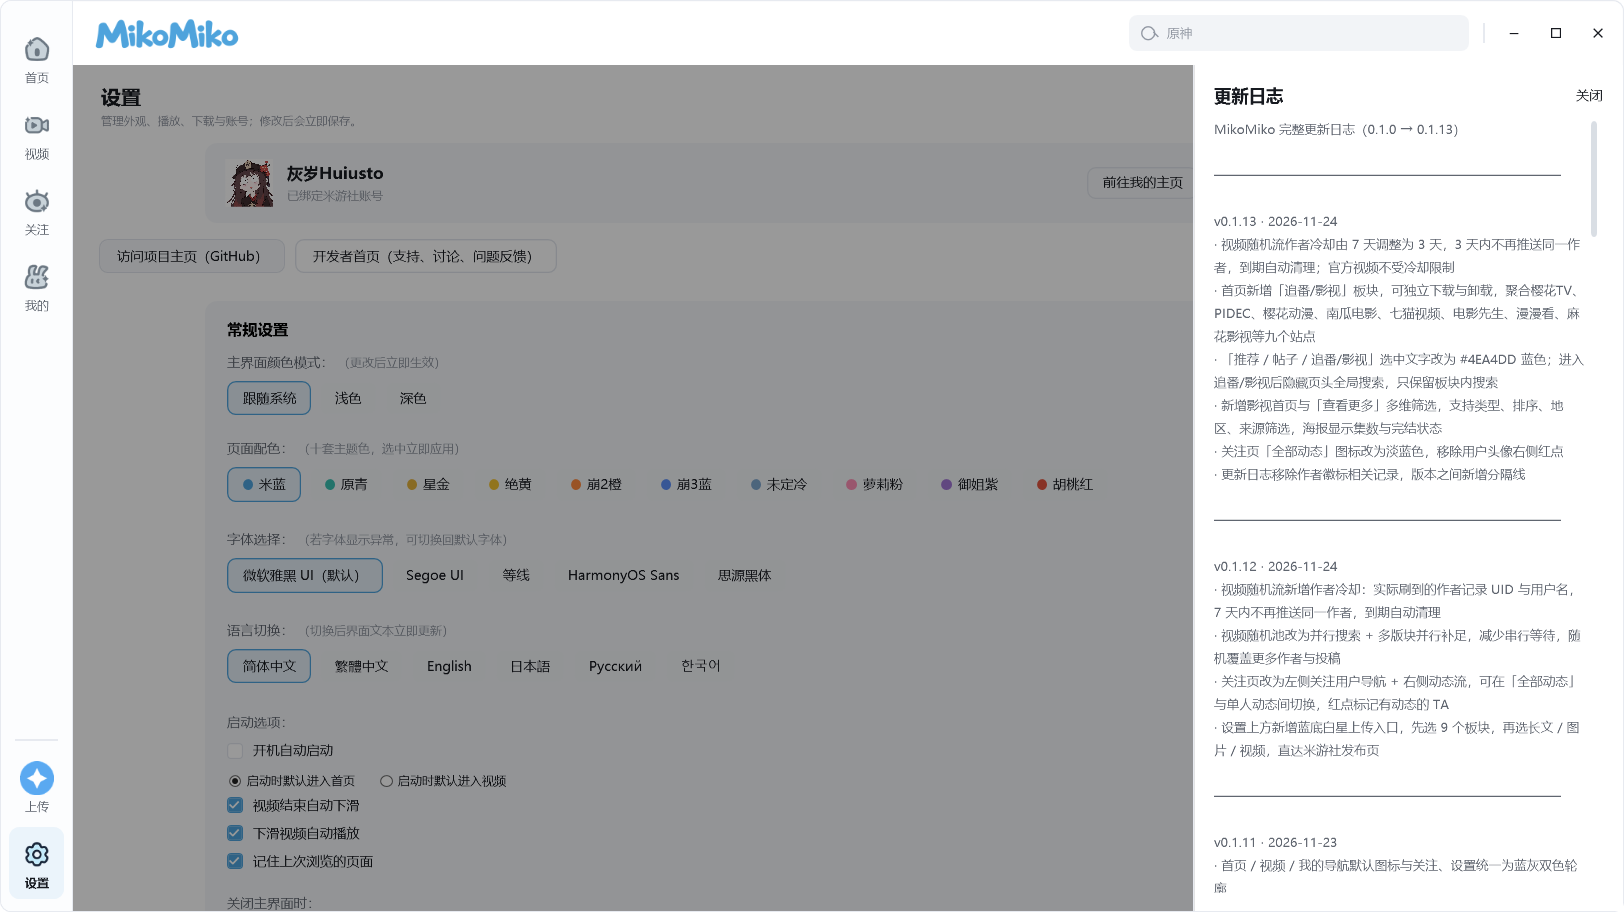 MikoMiko
原神
首页
视频
关注
我的
上传
设置
设置
管理外观、播放、下载与账号；修改后会立即保存。
灰岁Huiusto
已绑定米游社账号
前往我的主页
访问项目主页（GitHub）
开发者首页（支持、讨论、问题反馈）
常规设置
主界面颜色模式： （更改后立即生效）
跟随系统 浅色 深色
页面配色： （十套主题色，选中立即应用）
米蓝 原青 星金 绝黄 崩2橙 崩3蓝 未定冷 萝莉粉 御姐紫 胡桃红
字体选择： （若字体显示异常，可切换回默认字体）
微软雅黑 UI（默认） Segoe UI 等线 HarmonyOS Sans 思源黑体
语言切换： （切换后界面文本立即更新）
简体中文 繁體中文 English 日本語 Русский 한국어
启动选项：
开机自动启动
启动时默认进入首页 启动时默认进入视频
视频结束自动下滑
下滑视频自动播放
记住上次浏览的页面
关闭主界面时：
更新日志
关闭
MikoMiko 完整更新日志（0.1.0 → 0.1.13）
v0.1.13 · 2026-11-24
· 视频随机流作者冷却由 7 天调整为 3 天，3 天内不再推送同一作
者，到期自动清理；官方视频不受冷却限制
· 首页新增「追番/影视」板块，可独立下载与卸载，聚合樱花TV、
PIDEC、樱花动漫、南瓜电影、七猫视频、电影先生、漫漫看、麻
花影视等九个站点
· 「推荐 / 帖子 / 追番/影视」选中文字改为 #4EA4DD 蓝色；进入
追番/影视后隐藏页头全局搜索，只保留板块内搜索
· 新增影视首页与「查看更多」多维筛选，支持类型、排序、地
区、来源筛选，海报显示集数与完结状态
· 关注页「全部动态」图标改为淡蓝色，移除用户头像右侧红点
· 更新日志移除作者徽标相关记录，版本之间新增分隔线
v0.1.12 · 2026-11-24
· 视频随机流新增作者冷却：实际刷到的作者记录 UID 与用户名，
7 天内不再推送同一作者，到期自动清理
· 视频随机池改为并行搜索 + 多版块并行补足，减少串行等待，随
机覆盖更多作者与投稿
· 关注页改为左侧关注用户导航 + 右侧动态流，可在「全部动态」
与单人动态间切换，红点标记有动态的 TA
· 设置上方新增蓝底白星上传入口，先选 9 个板块，再选长文 / 图
片 / 视频，直达米游社发布页
v0.1.11 · 2026-11-23
· 首页 / 视频 / 我的导航默认图标与关注、设置统一为蓝灰双色轮
廓